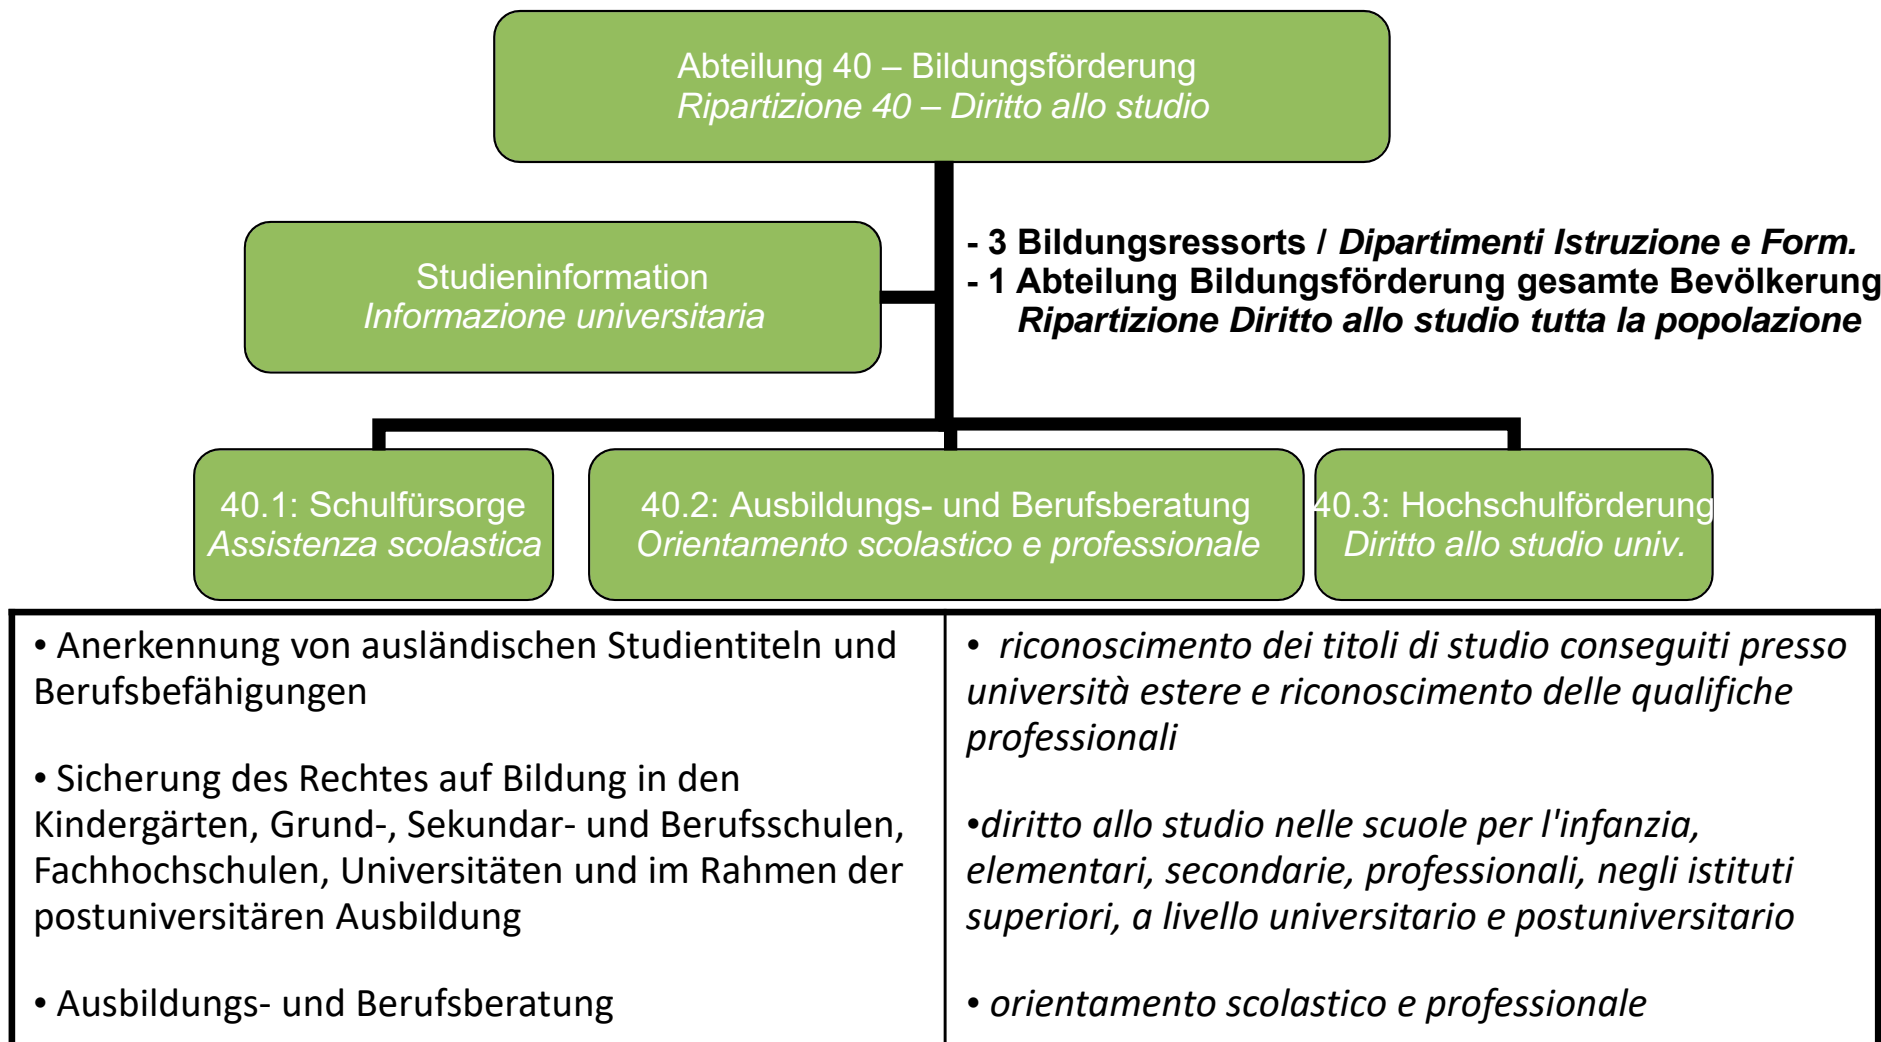 Abteilung 40 – Bildungsförderung
Ripartizione 40 – Diritto allo studio
Studieninformation
Informazione universitaria
- 3 Bildungsressorts / Dipartimenti Istruzione e Form.
- 1 Abteilung Bildungsförderung gesamte Bevölkerung
Ripartizione Diritto allo studio tutta la popolazione
40.1: Schulfürsorge
Assistenza scolastica
40.2: Ausbildungs- und Berufsberatung
Orientamento scolastico e professionale
40.3: Hochschulförderung
Diritto allo studio univ.
• Anerkennung von ausländischen Studientiteln und
Berufsbefähigungen
• Sicherung des Rechtes auf Bildung in den
Kindergärten, Grund-, Sekundar- und Berufsschulen,
Fachhochschulen, Universitäten und im Rahmen der
postuniversitären Ausbildung
• Ausbildungs- und Berufsberatung
• riconoscimento dei titoli di studio conseguiti presso
università estere e riconoscimento delle qualifiche
professionali
•diritto allo studio nelle scuole per l'infanzia,
elementari, secondarie, professionali, negli istituti
superiori, a livello universitario e postuniversitario
• orientamento scolastico e professionale